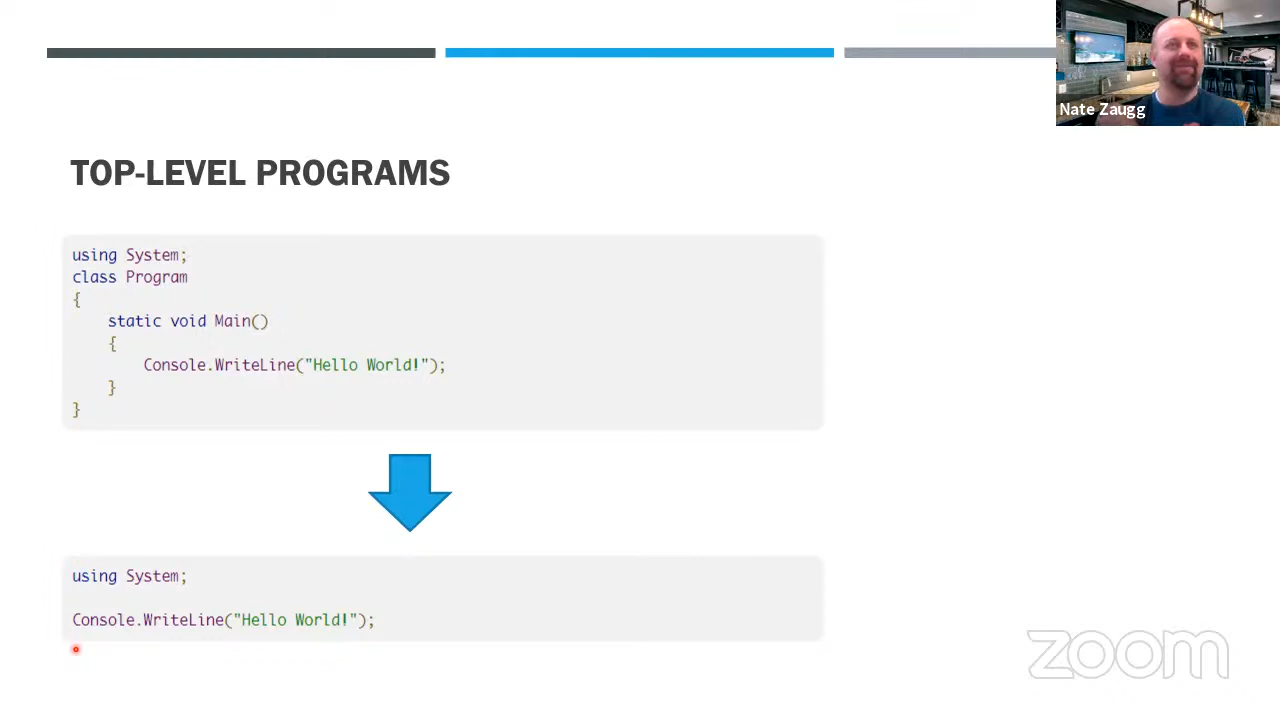 Nate Zaugg
TOP-LEVEL PROGRAMS
using System;
class Program
{
    static void Main()
    {
        Console.WriteLine("Hello World!");
    }
}
using System;
Console.WriteLine("Hello World!");
zoom